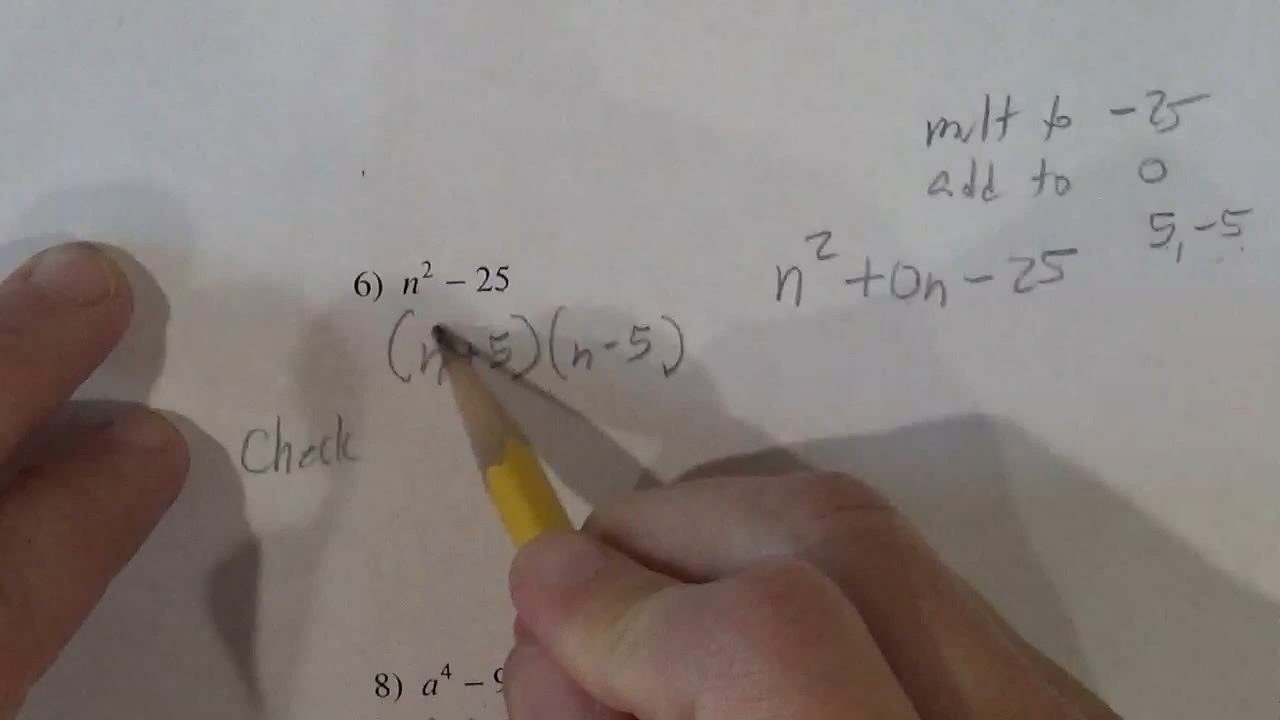 mult to -25
add to 0
5, -5
n² + 0n - 25
6) n² - 25
(n+5)(n-5)
Check
8) a⁴ - 9